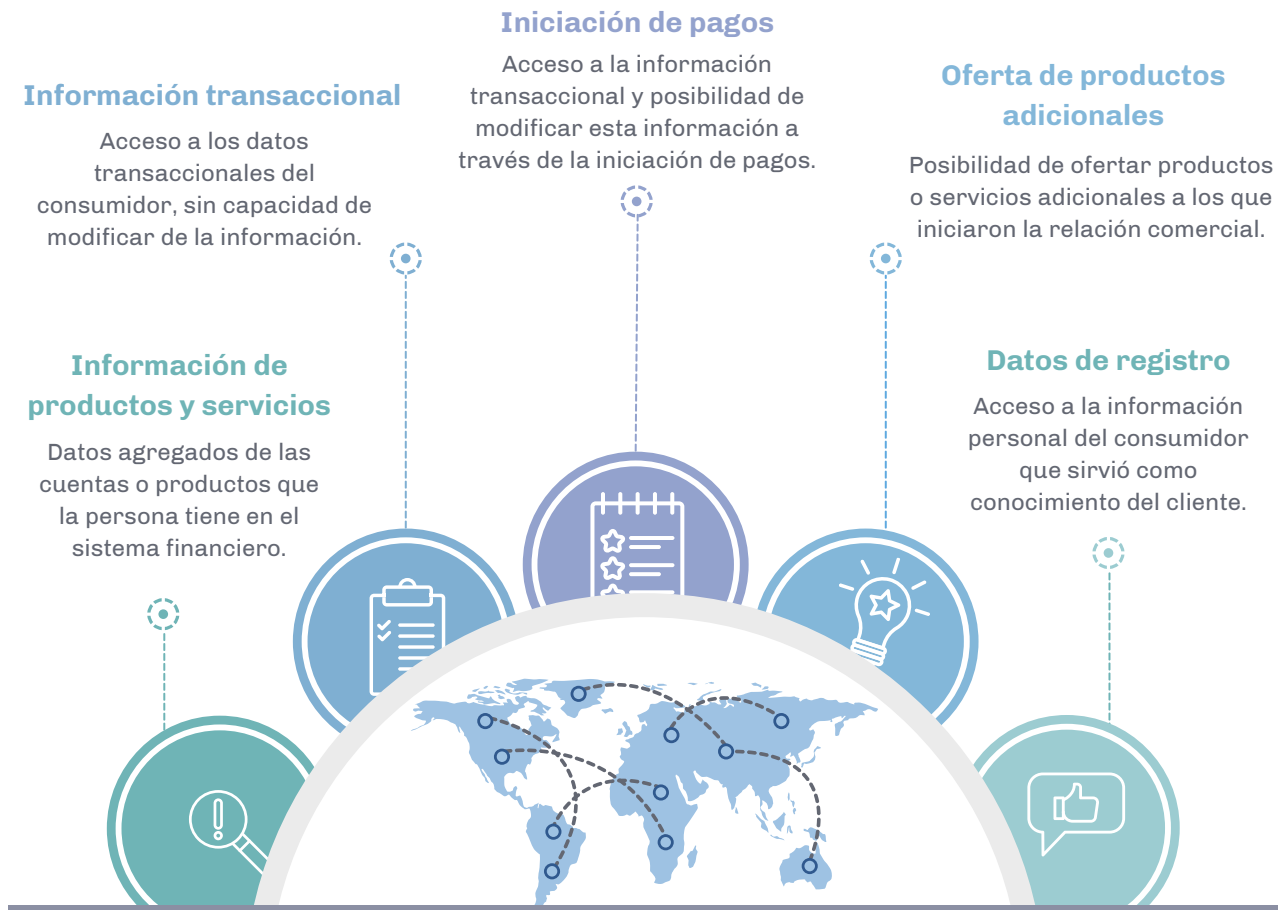 Información de
productos y servicios
Datos agregados de las
cuentas o productos que
la persona tiene en el
sistema financiero.
Información transaccional
Acceso a los datos
transaccionales del
consumidor, sin capacidad de
modificar de la información.
Iniciación de pagos
Acceso a la información
transaccional y posibilidad de
modificar esta información a
través de la iniciación de pagos.
Oferta de productos
adicionales
Posibilidad de ofertar productos
o servicios adicionales a los que
iniciaron la relación comercial.
Datos de registro
Acceso a la información
personal del consumidor
que sirvió como
conocimiento del cliente.